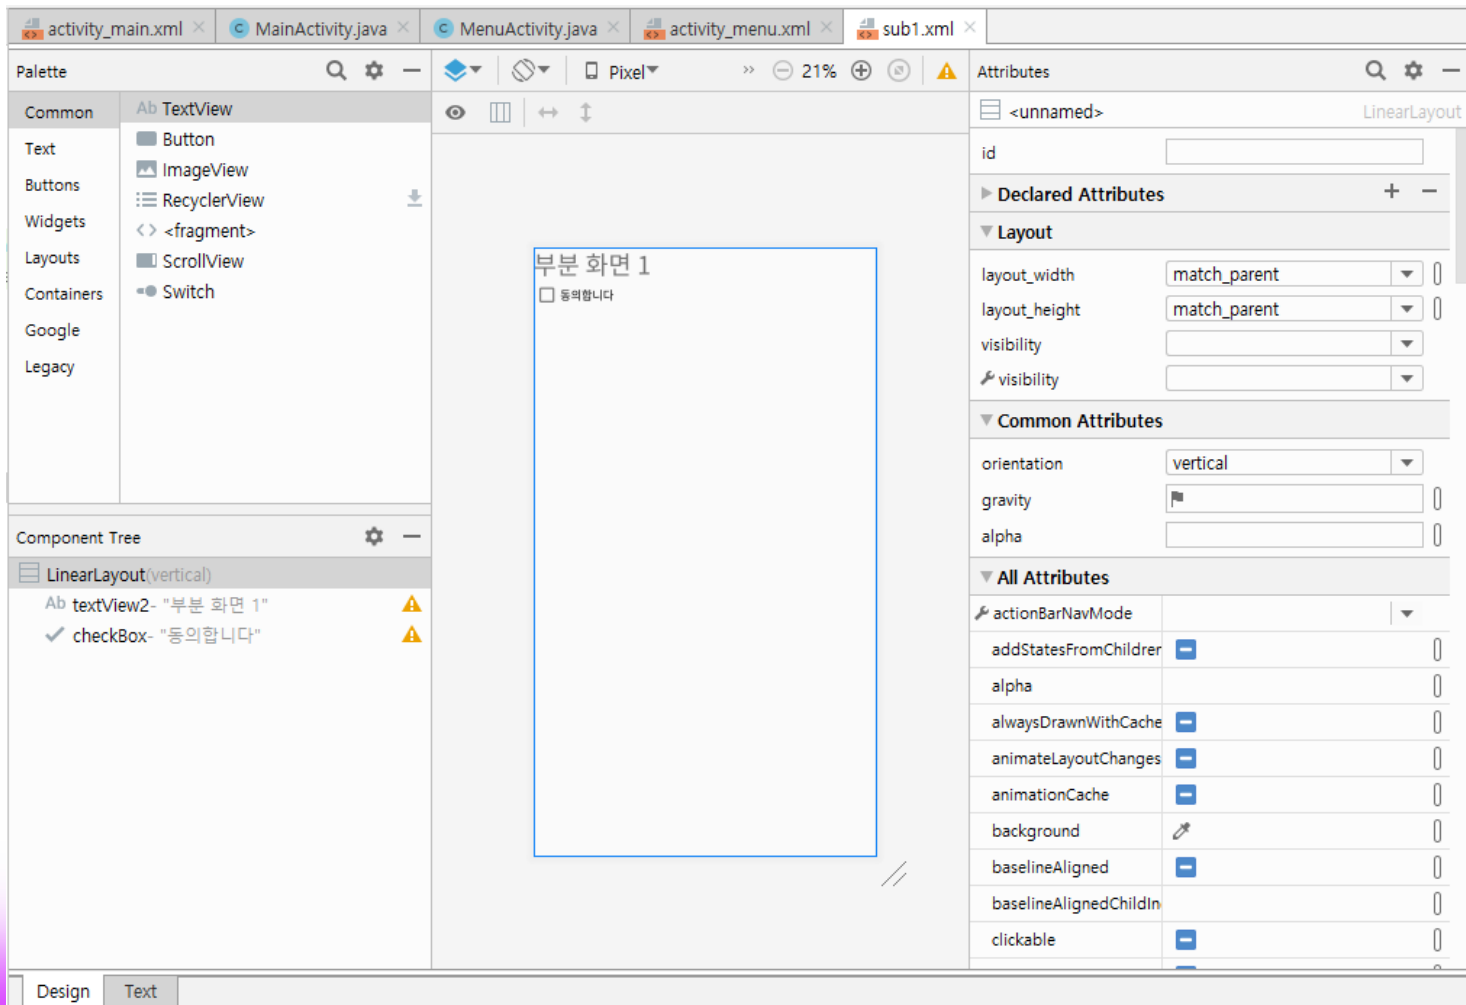 activity_main.xml
MainActivity.java
MenuActivity.java
activity_menu.xml
sub1.xml
Palette
Common
Text
Buttons
Widgets
Layouts
Containers
Google
Legacy
Ab TextView
Button
ImageView
RecyclerView
<fragment>
ScrollView
Switch
Pixel
21%
부분 화면 1
동의합니다
Component Tree
LinearLayout(vertical)
Ab textView2- "부분 화면 1"
checkBox- "동의합니다"
Attributes
<unnamed> LinearLayout
id
Declared Attributes
Layout
layout_width match_parent
layout_height match_parent
visibility
visibility
Common Attributes
orientation vertical
gravity
alpha
All Attributes
actionBarNavMode
addStatesFromChildren
alpha
alwaysDrawnWithCache
animateLayoutChanges
animationCache
background
baselineAligned
baselineAlignedChildIn
clickable
Design
Text